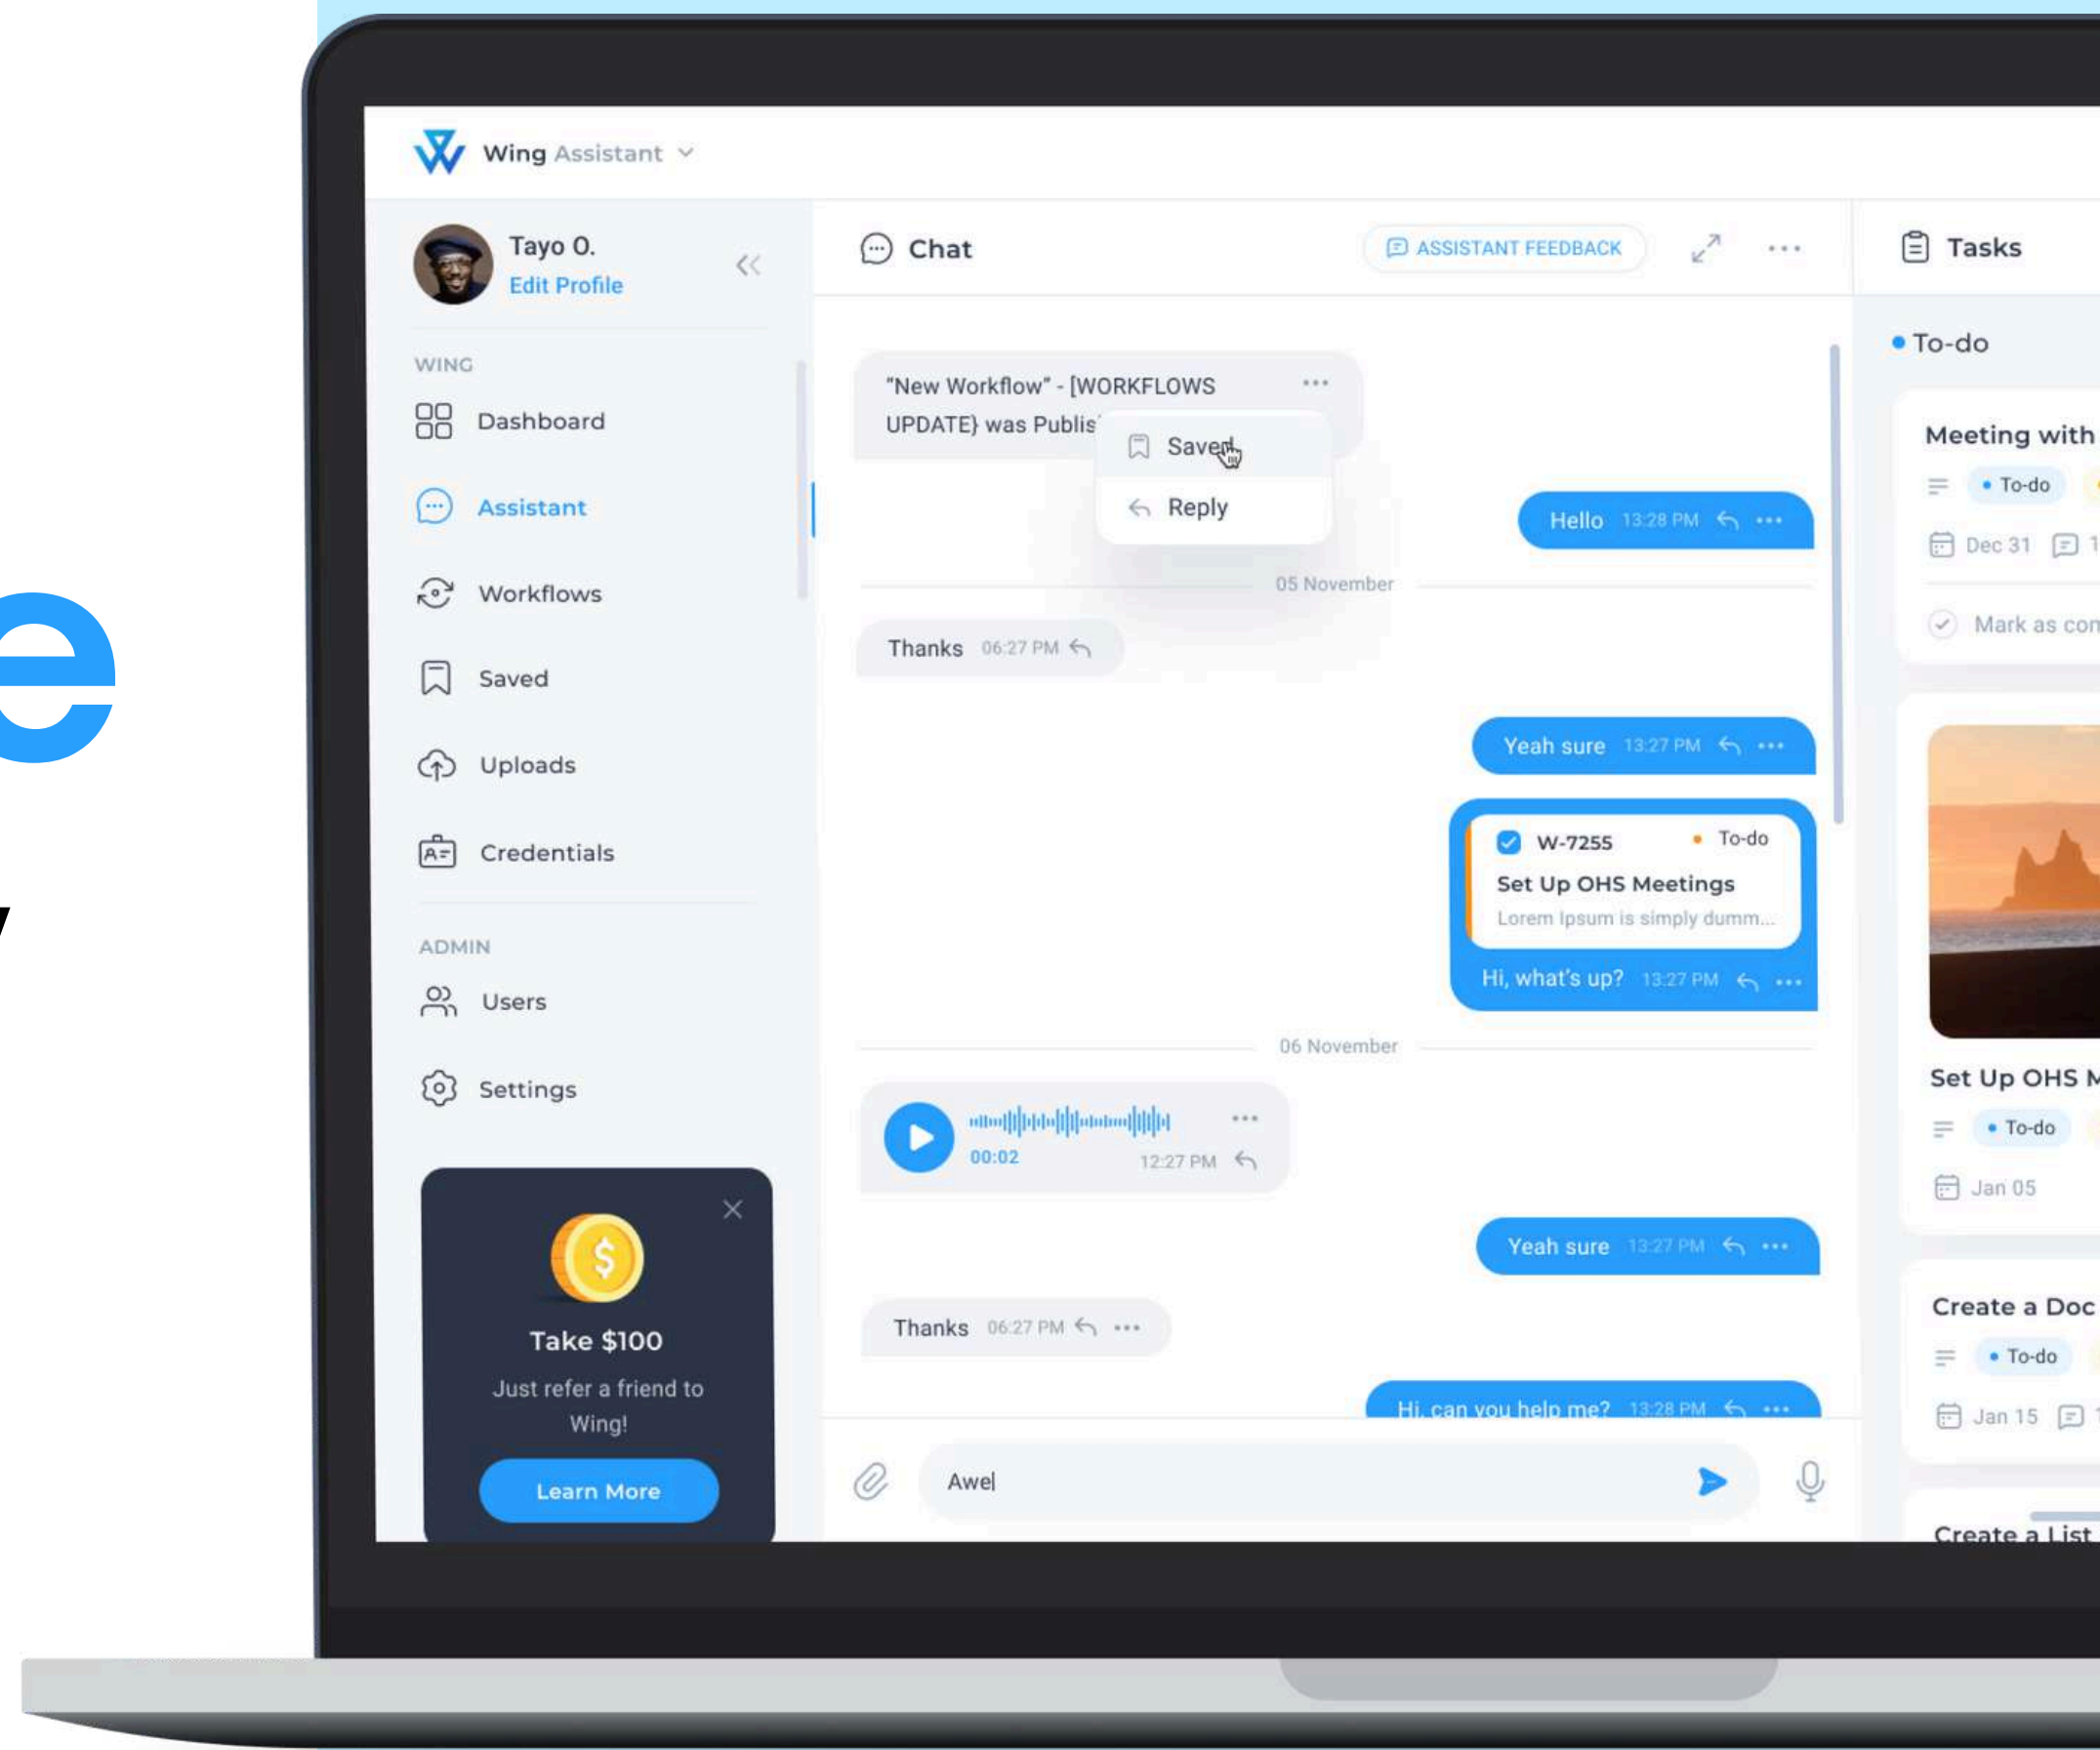 e
Wing Assistant
Tayo O.
Edit Profile
WING
Dashboard
Assistant
Workflows
Saved
Uploads
Credentials
ADMIN
Users
Settings
Take $100
Just refer a friend to
Wing!
Learn More
Chat
ASSISTANT FEEDBACK
"New Workflow" - [WORKFLOWS
UPDATE} was Publis
Saved
Reply
Hello 13:28 PM
05 November
Thanks 06:27 PM
Yeah sure 13:27 PM
W-7255 To-do
Set Up OHS Meetings
Lorem Ipsum is simply dumm...
Hi, what's up? 13:27 PM
06 November
00:02 12:27 PM
Yeah sure 13:27 PM
Thanks 06:27 PM
Hi, can you help me? 13:28 PM
Awel
Tasks
To-do
Meeting with
To-do
Dec 31 1
Mark as com
Set Up OHS M
To-do
Jan 05
Create a Doc
To-do
Jan 15 1
Create a List